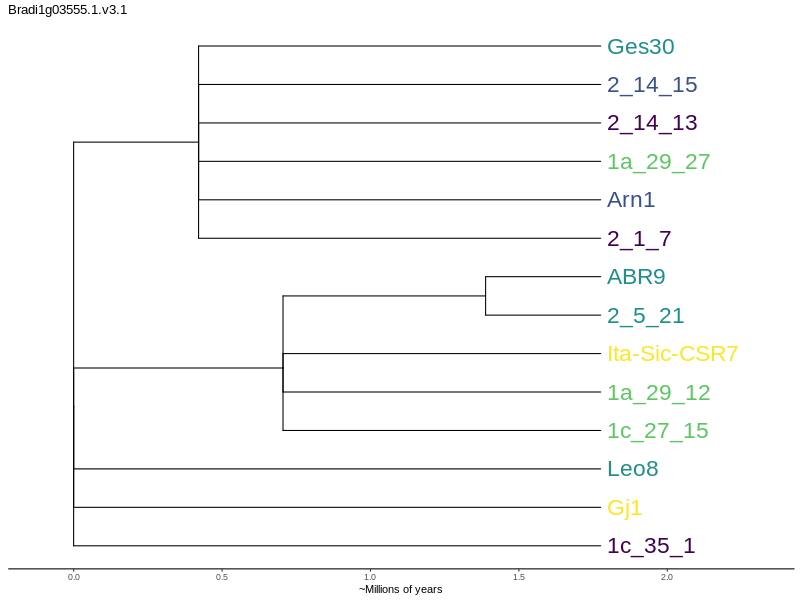 Bradi1g03555.1.v3.1
Ges30
2_14_15
2_14_13
1a_29_27
Arn1
2_1_7
ABR9
2_5_21
Ita-Sic-CSR7
1a_29_12
1c_27_15
Leo8
Gj1
1c_35_1
0.0 0.5 1.0 1.5 2.0
~Millions of years